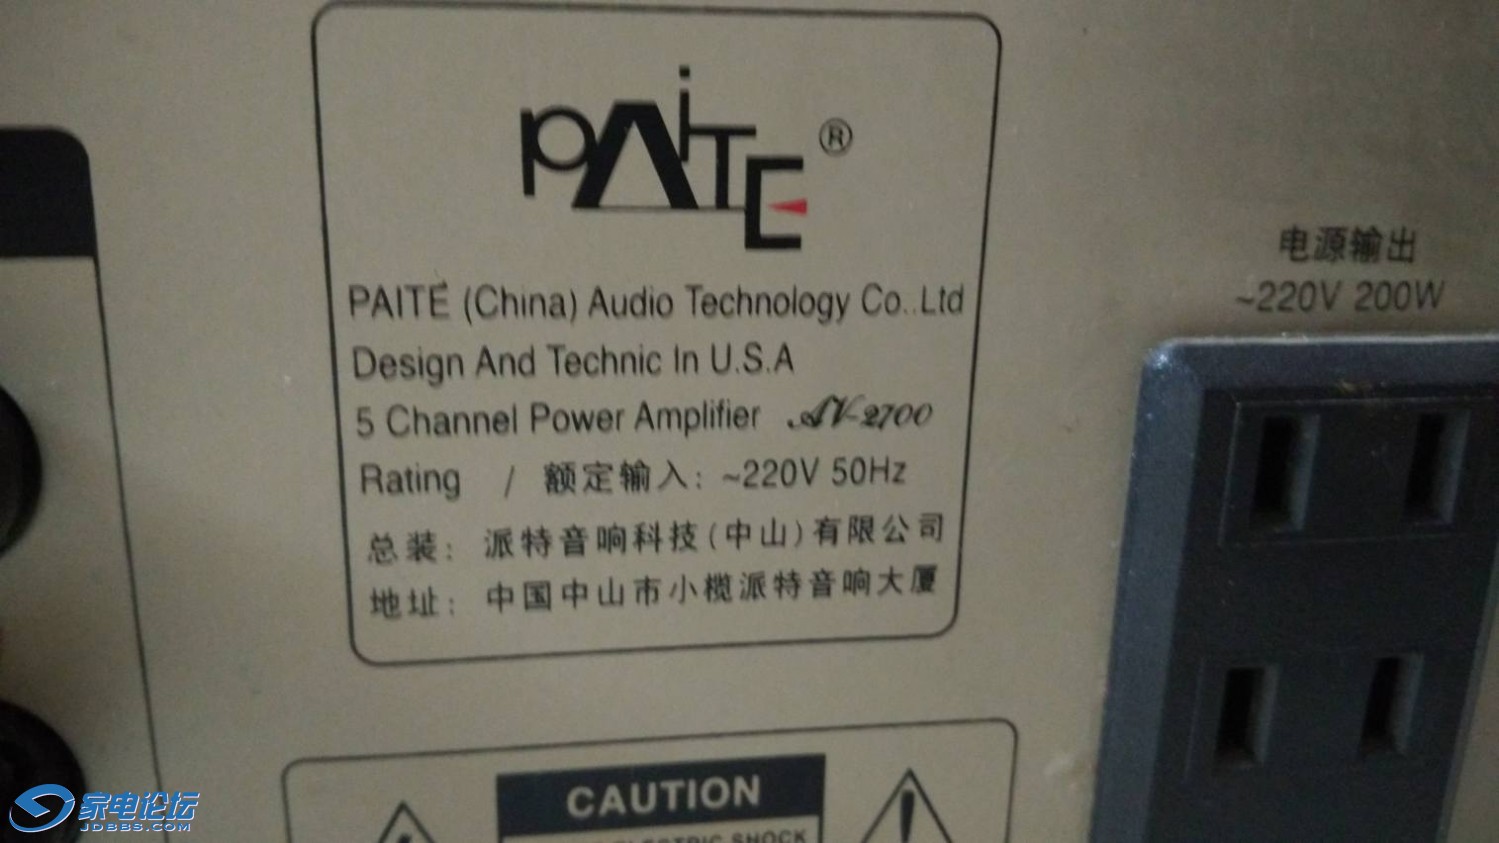 PAiTE®
PAITE (China) Audio Technology Co..Ltd
Design And Technic In U.S.A
5 Channel Power Amplifier AV-2700
Rating / 额定输入: ~220V 50Hz
总装: 派特音响科技(中山)有限公司
地址: 中国中山市小榄派特音响大厦
电源输出
~220V 200W
CAUTION
ELECTRIC SHOCK
家电论坛
JDBBS.COM